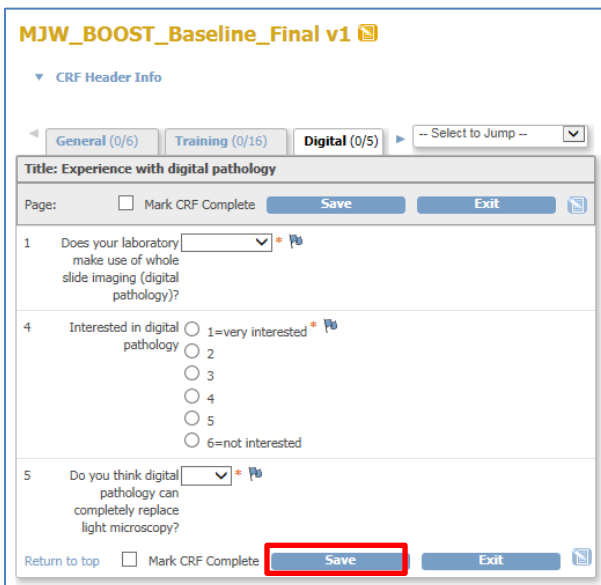 MJW_BOOST_Baseline_Final v1
CRF Header Info
General (0/6) Training (0/16) Digital (0/5) -- Select to Jump --
Title: Experience with digital pathology
Page: Mark CRF Complete Save Exit
1 Does your laboratory *
make use of whole
slide imaging (digital
pathology)?
4 Interested in digital 1=very interested *
pathology 2
3
4
5
6=not interested
5 Do you think digital *
pathology can
completely replace
light microscopy?
Return to top Mark CRF Complete Save Exit